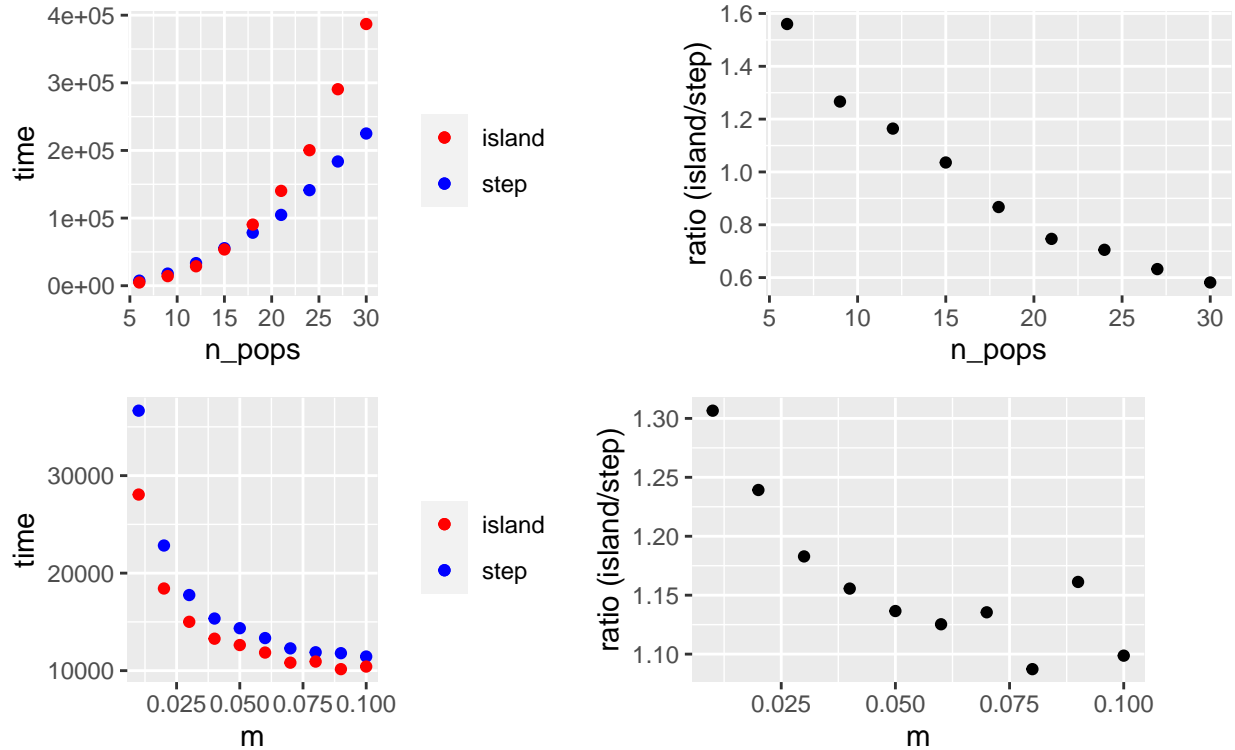 4e+05
3e+05
2e+05
1e+05
0e+00
time
5 10 15 20 25 30
n_pops
island
step
1.6
1.4
1.2
1.0
0.8
0.6
ratio (island/step)
5 10 15 20 25 30
n_pops
30000
20000
10000
time
0.025 0.050 0.075 0.100
m
island
step
1.30
1.25
1.20
1.15
1.10
ratio (island/step)
0.025 0.050 0.075 0.100
m